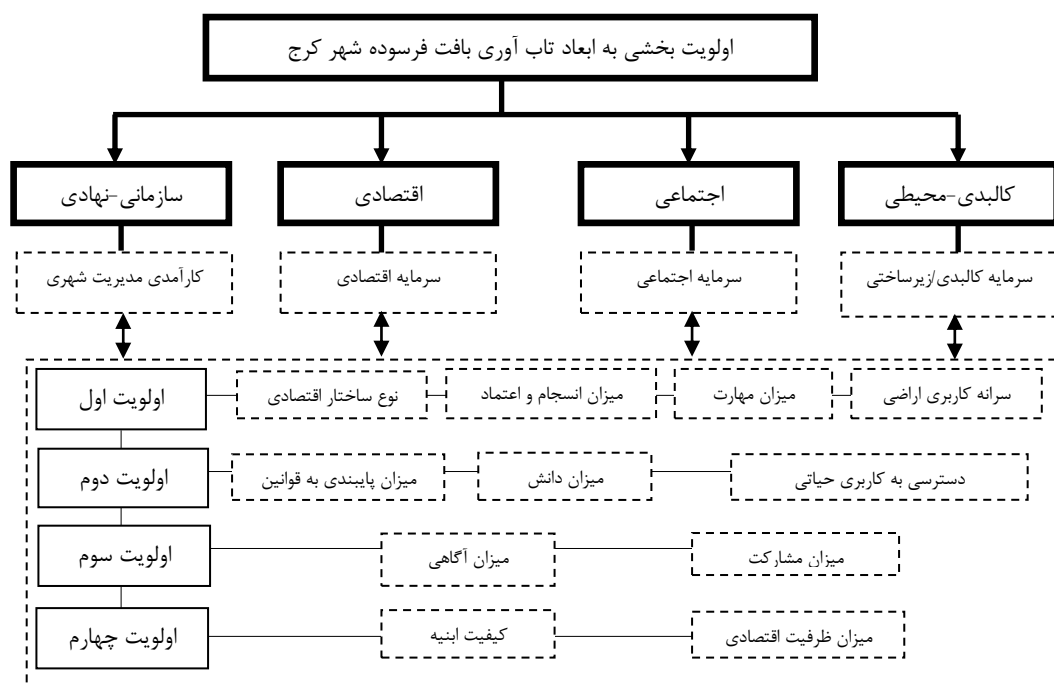 اولویت بخشی به ابعاد تاب آوری بافت فرسوده شهر کرج
کالبدی-محیطی
اجتماعی
اقتصادی
سازمانی-نهادی
سرمایه کالبدی/زیرساختی
سرمایه اجتماعی
سرمایه اقتصادی
کارآمدی مدیریت شهری
اولویت اول
سرانه کاربری اراضی
میزان مهارت
میزان انسجام و اعتماد
نوع ساختار اقتصادی
اولویت دوم
دسترسی به کاربری حیاتی
میزان دانش
میزان پایبندی به قوانین
اولویت سوم
میزان مشارکت
میزان آگاهی
اولویت چهارم
میزان ظرفیت اقتصادی
کیفیت ابنیه